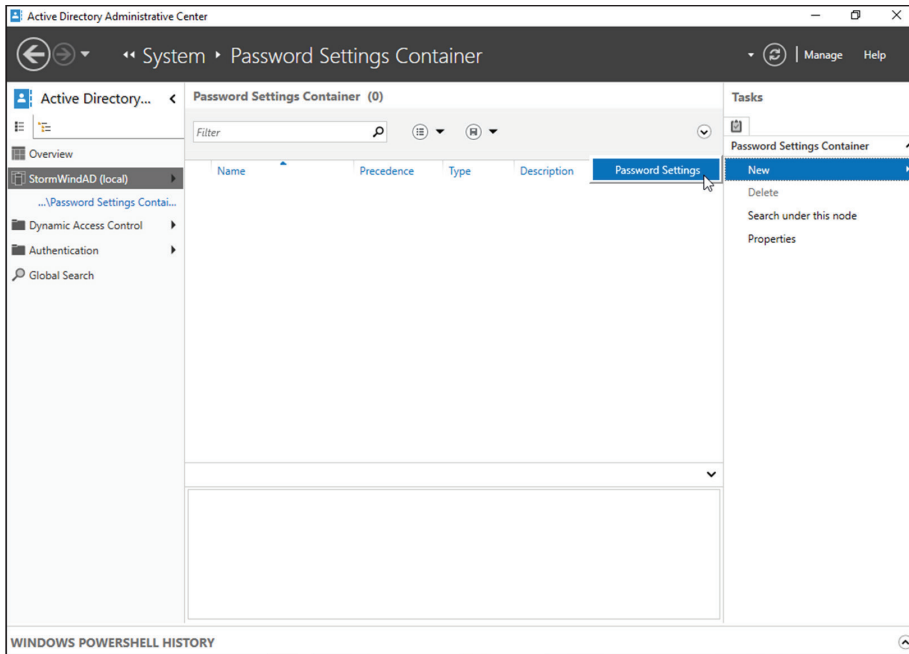 Active Directory Administrative Center
System Password Settings Container
Manage Help
Active Directory...
Overview
StormWindAD (local)
...\Password Settings Contai...
Dynamic Access Control
Authentication
Global Search
Password Settings Container (0)
Filter
Name Precedence Type Description Password Settings
Tasks
Password Settings Container
New
Delete
Search under this node
Properties
WINDOWS POWERSHELL HISTORY